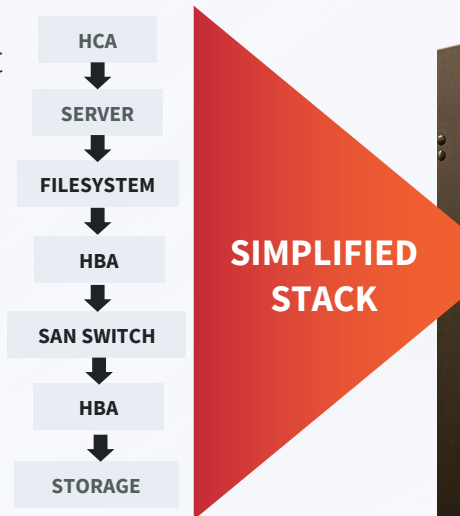 HCA
SERVER
FILESYSTEM
HBA
SAN SWITCH
HBA
STORAGE
SIMPLIFIED
STACK